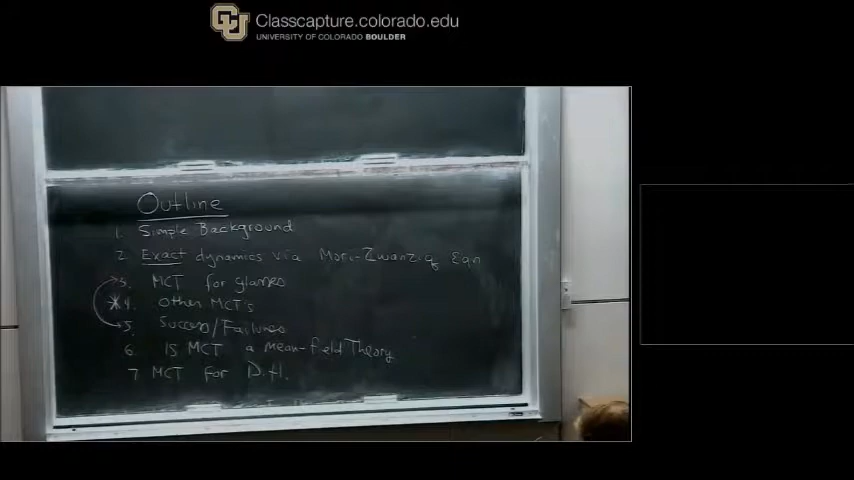 CU Classcapture.colorado.edu
UNIVERSITY OF COLORADO BOULDER
Outline
1. Simple Background
2. Exact dynamics via Mori-Zwanzig Eqn
3. MCT for glasses
*4. Other MCT's
5. Success/Failures
6. Is MCT a Mean-field Theory
7 MCT for